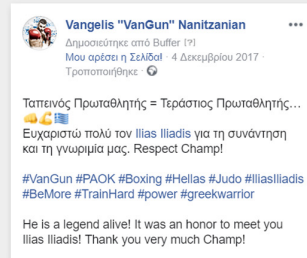 Vangelis "VanGun" Nanitzanian
Δημοσιεύτηκε από Buffer [?]
Μου αρέσει η Σελίδα! · 4 Δεκεμβρίου 2017 ·
Τροποποιήθηκε ·
Ταπεινός Πρωταθλητής = Τεράστιος Πρωταθλητής…
Ευχαριστώ πολύ τον Ilias Iliadis για τη συνάντηση
και τη γνωριμία μας. Respect Champ!
#VanGun #PAOK #Boxing #Hellas #Judo #IliasIliadis
#BeMore #TrainHard #power #greekwarrior
He is a legend alive! It was an honor to meet you
Ilias Iliadis! Thank you very much Champ!